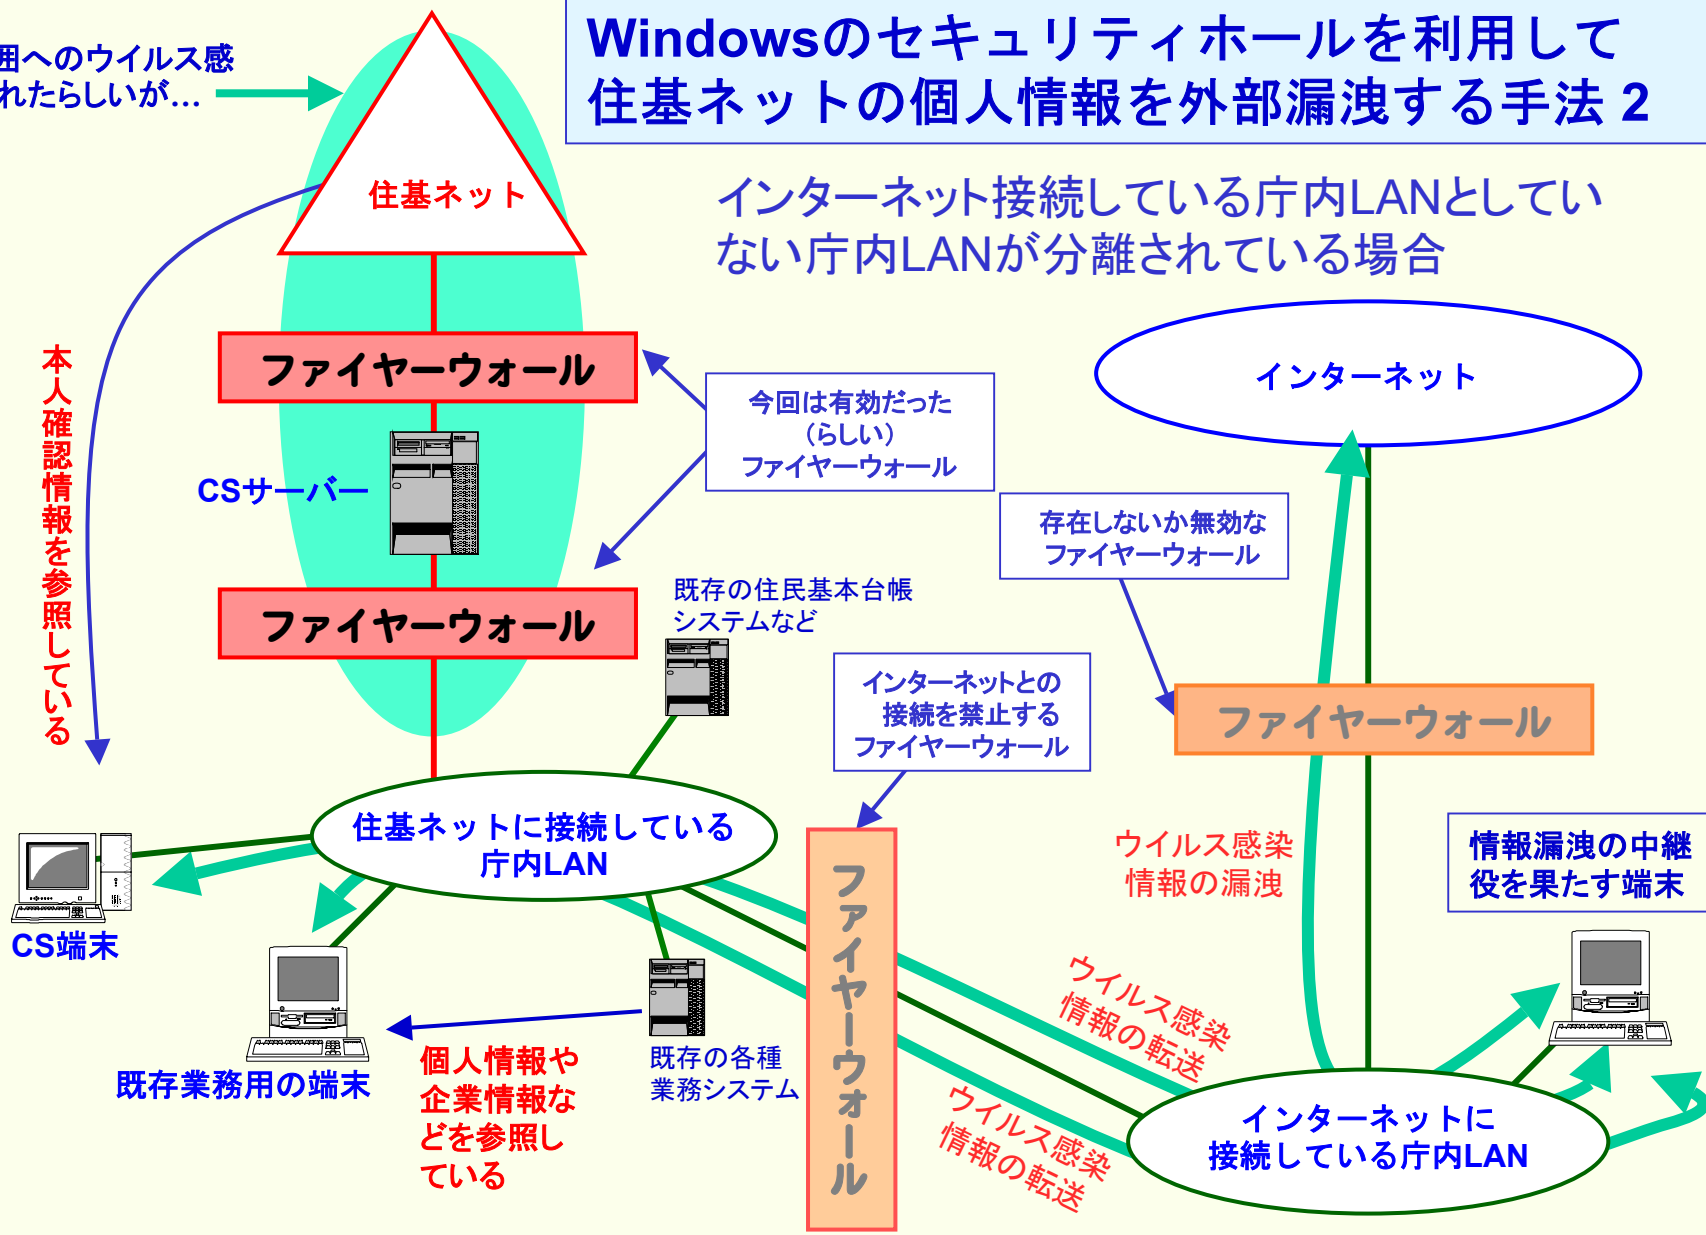 Windowsのセキュリティホールを利用して
住基ネットの個人情報を外部漏洩する手法 2
囲へのウイルス感
れたらしいが…
インターネット接続している庁内LANとしてい
ない庁内LANが分離されている場合
住基ネット
ファイヤーウォール
今回は有効だった
（らしい）
ファイヤーウォール
インターネット
本人確認情報を参照している
CSサーバー
存在しないか無効な
ファイヤーウォール
既存の住民基本台帳
システムなど
ファイヤーウォール
インターネットとの
接続を禁止する
ファイヤーウォール
ファイヤーウォール
住基ネットに接続している
庁内LAN
ファイヤーウォール
ウイルス感染
情報の漏洩
情報漏洩の中継
役を果たす端末
CS端末
既存業務用の端末
個人情報や
企業情報な
どを参照し
ている
既存の各種
業務システム
ウイルス感染
情報の転送
ウイルス感染
情報の転送
インターネットに
接続している庁内LAN